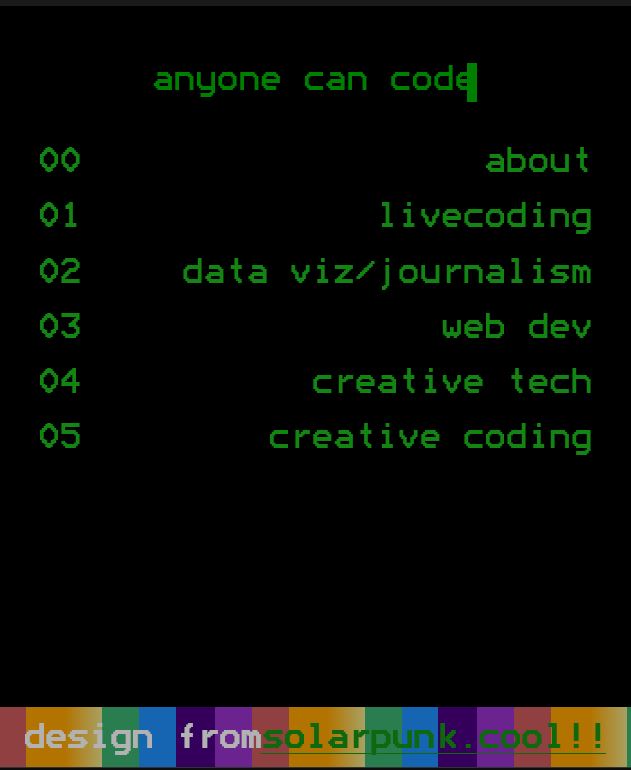 anyone can code
00 about
01 livecoding
02 data viz/journalism
03 web dev
04 creative tech
05 creative coding
design from solarpunk.cool!!